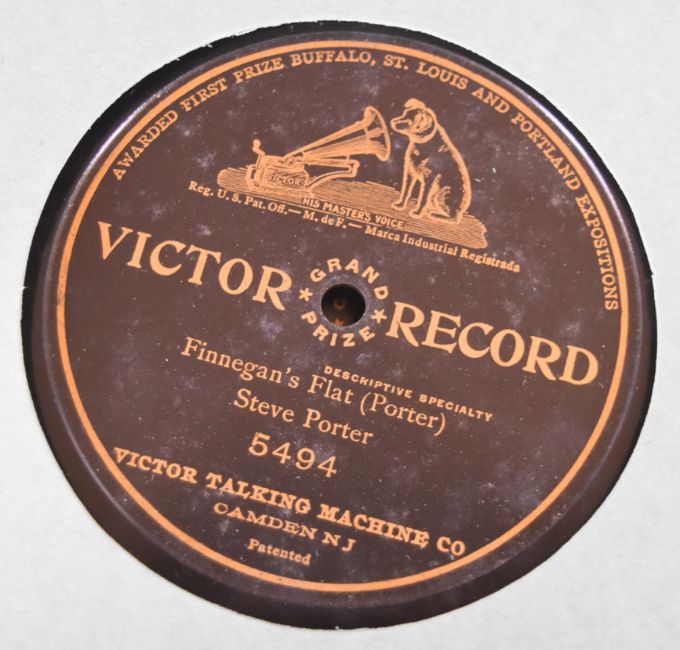 AWARDED FIRST PRIZE BUFFALO, ST. LOUIS AND PORTLAND EXPOSITIONS
VICTOR
HIS MASTER'S VOICE
Reg. U. S. Pat. Off.— M. de F.— Marca Industrial Registrada
VICTOR RECORD
GRAND PRIZE
DESCRIPTIVE SPECIALTY
Finnegan's Flat (Porter)
Steve Porter
5494
VICTOR TALKING MACHINE CO
CAMDEN N J
Patented